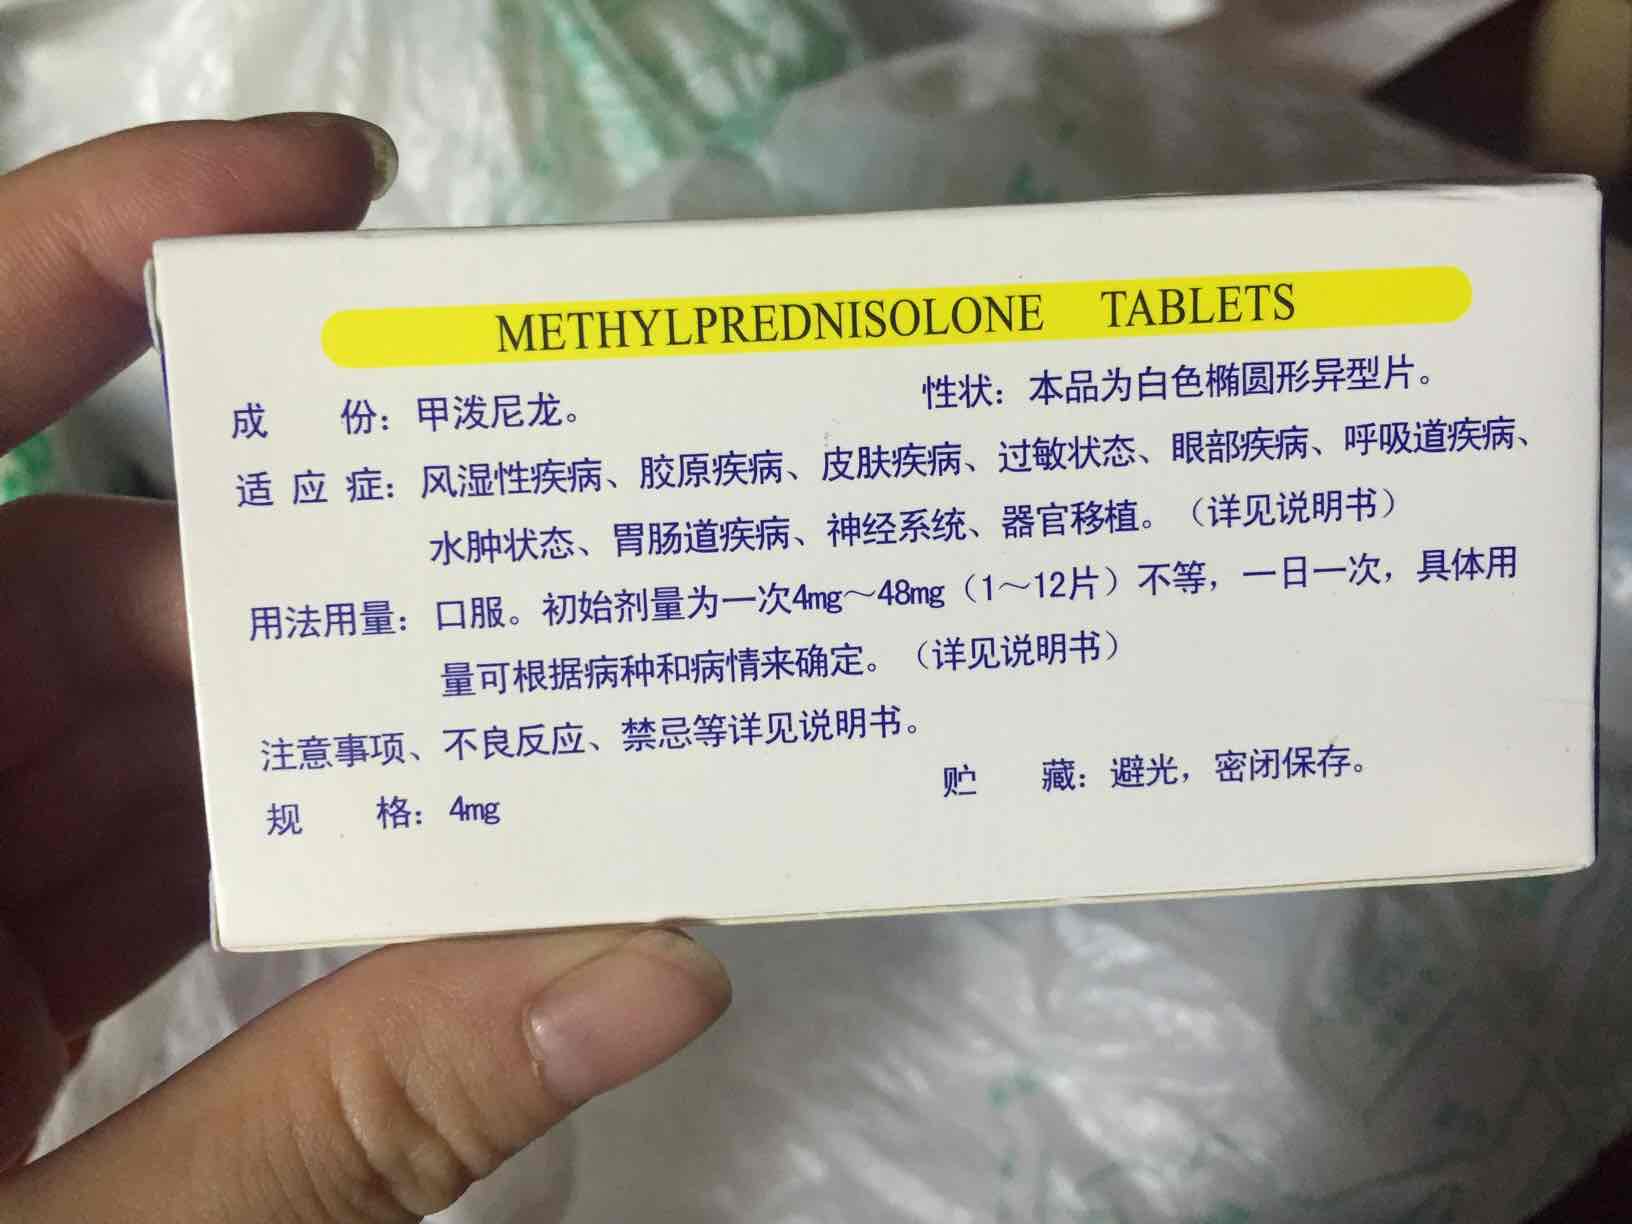 METHYLPREDNISOLONE TABLETS
成 份：甲泼尼龙。 性状：本品为白色椭圆形异型片。
适 应 症：风湿性疾病、胶原疾病、皮肤疾病、过敏状态、眼部疾病、呼吸道疾病、
水肿状态、胃肠道疾病、神经系统、器官移植。（详见说明书）
用法用量：口服。初始剂量为一次4mg～48mg（1～12片）不等，一日一次，具体用
量可根据病种和病情来确定。（详见说明书）
注意事项、不良反应、禁忌等详见说明书。
规 格：4mg 贮 藏：避光，密闭保存。